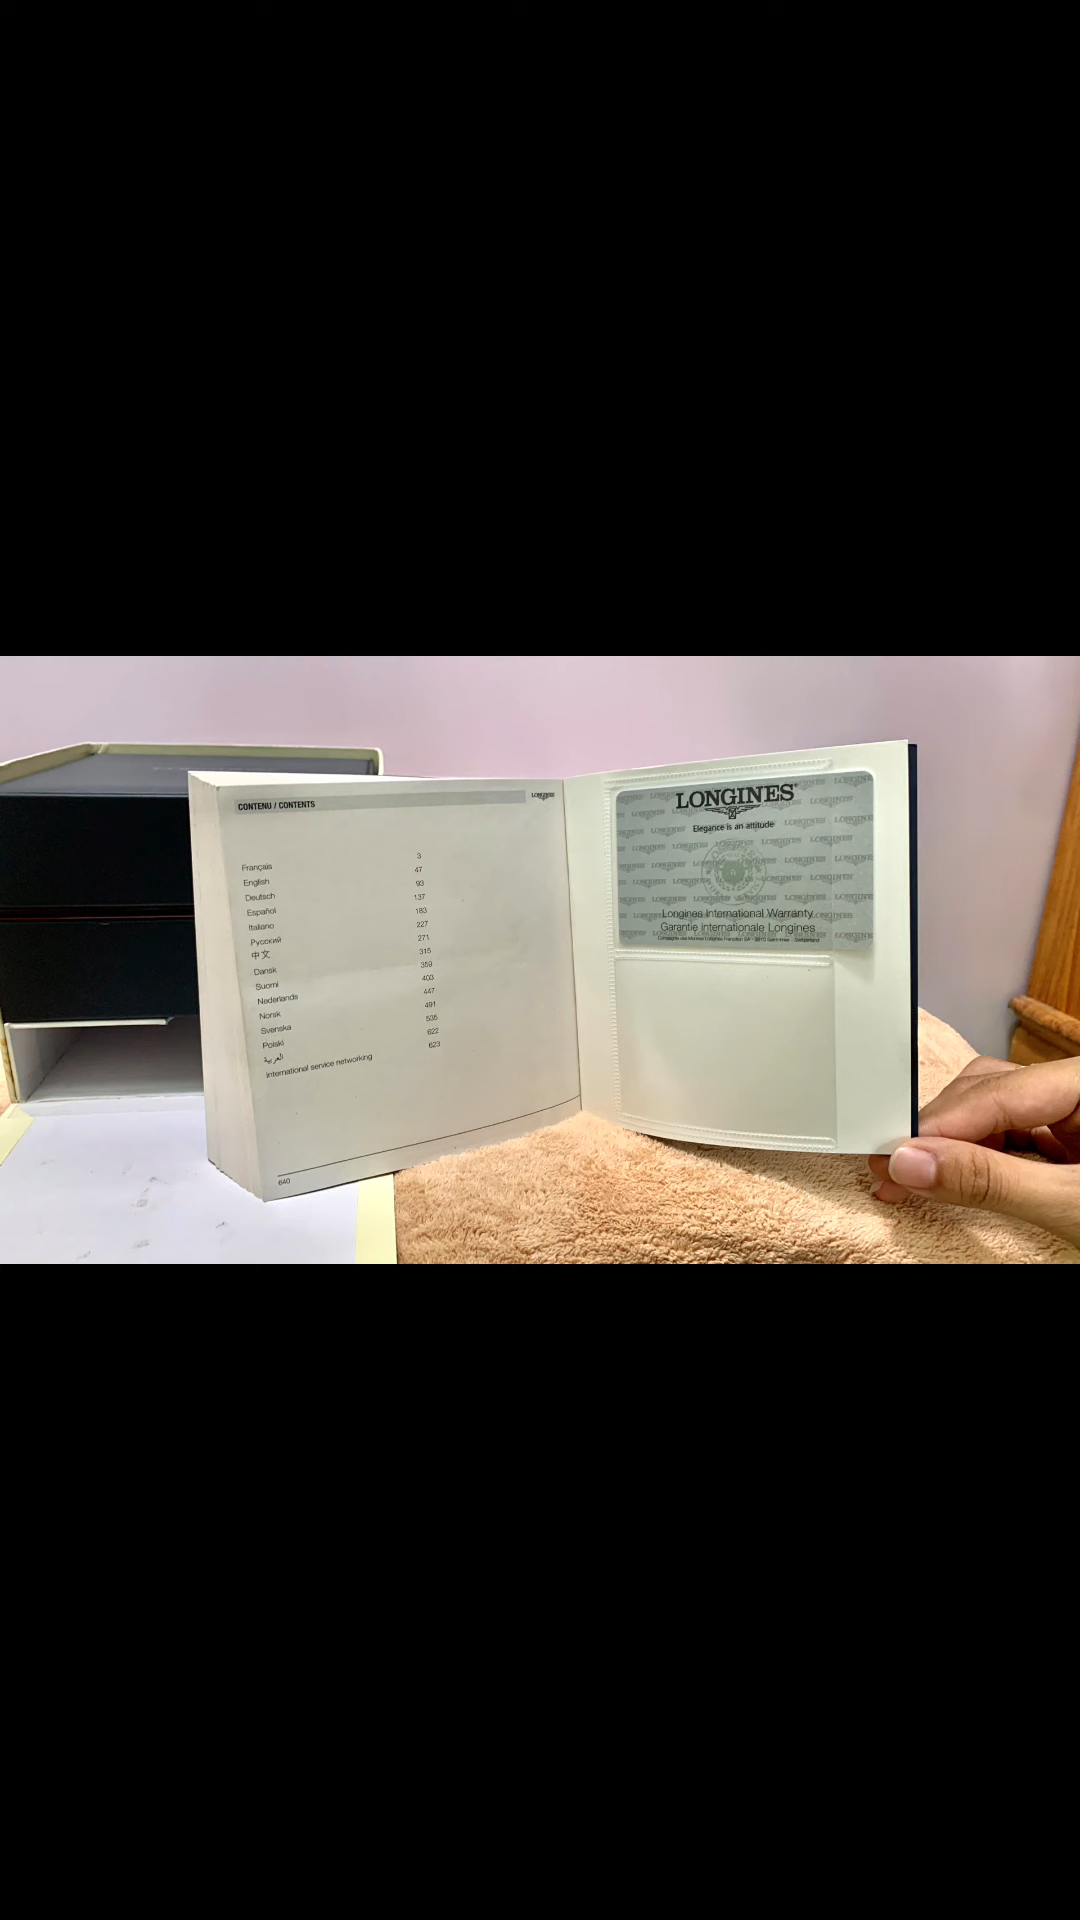 CONTENU / CONTENTS
LONGINES
Français 3
English 47
Deutsch 93
Español 137
Italiano 183
Русский 227
中文 271
Dansk 315
Suomi 359
Nederlands 403
Norsk 447
Svenska 491
Polski 535
العربية 622
International service networking 623
640
LONGINES
Elegance is an attitude
Longines International Warranty
Garantie Internationale Longines